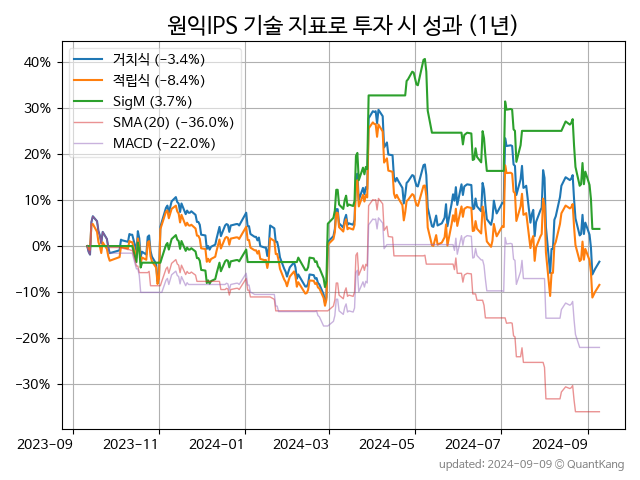 원익IPS 기술 지표로 투자 시 성과 (1년)
거치식 (−3.4%)
적립식 (−8.4%)
SigM (3.7%)
SMA(20) (−36.0%)
MACD (−22.0%)
40%
30%
20%
10%
0%
−10%
−20%
−30%
2023-09 2023-11 2024-01 2024-03 2024-05 2024-07 2024-09
updated: 2024-09-09 © QuantKang